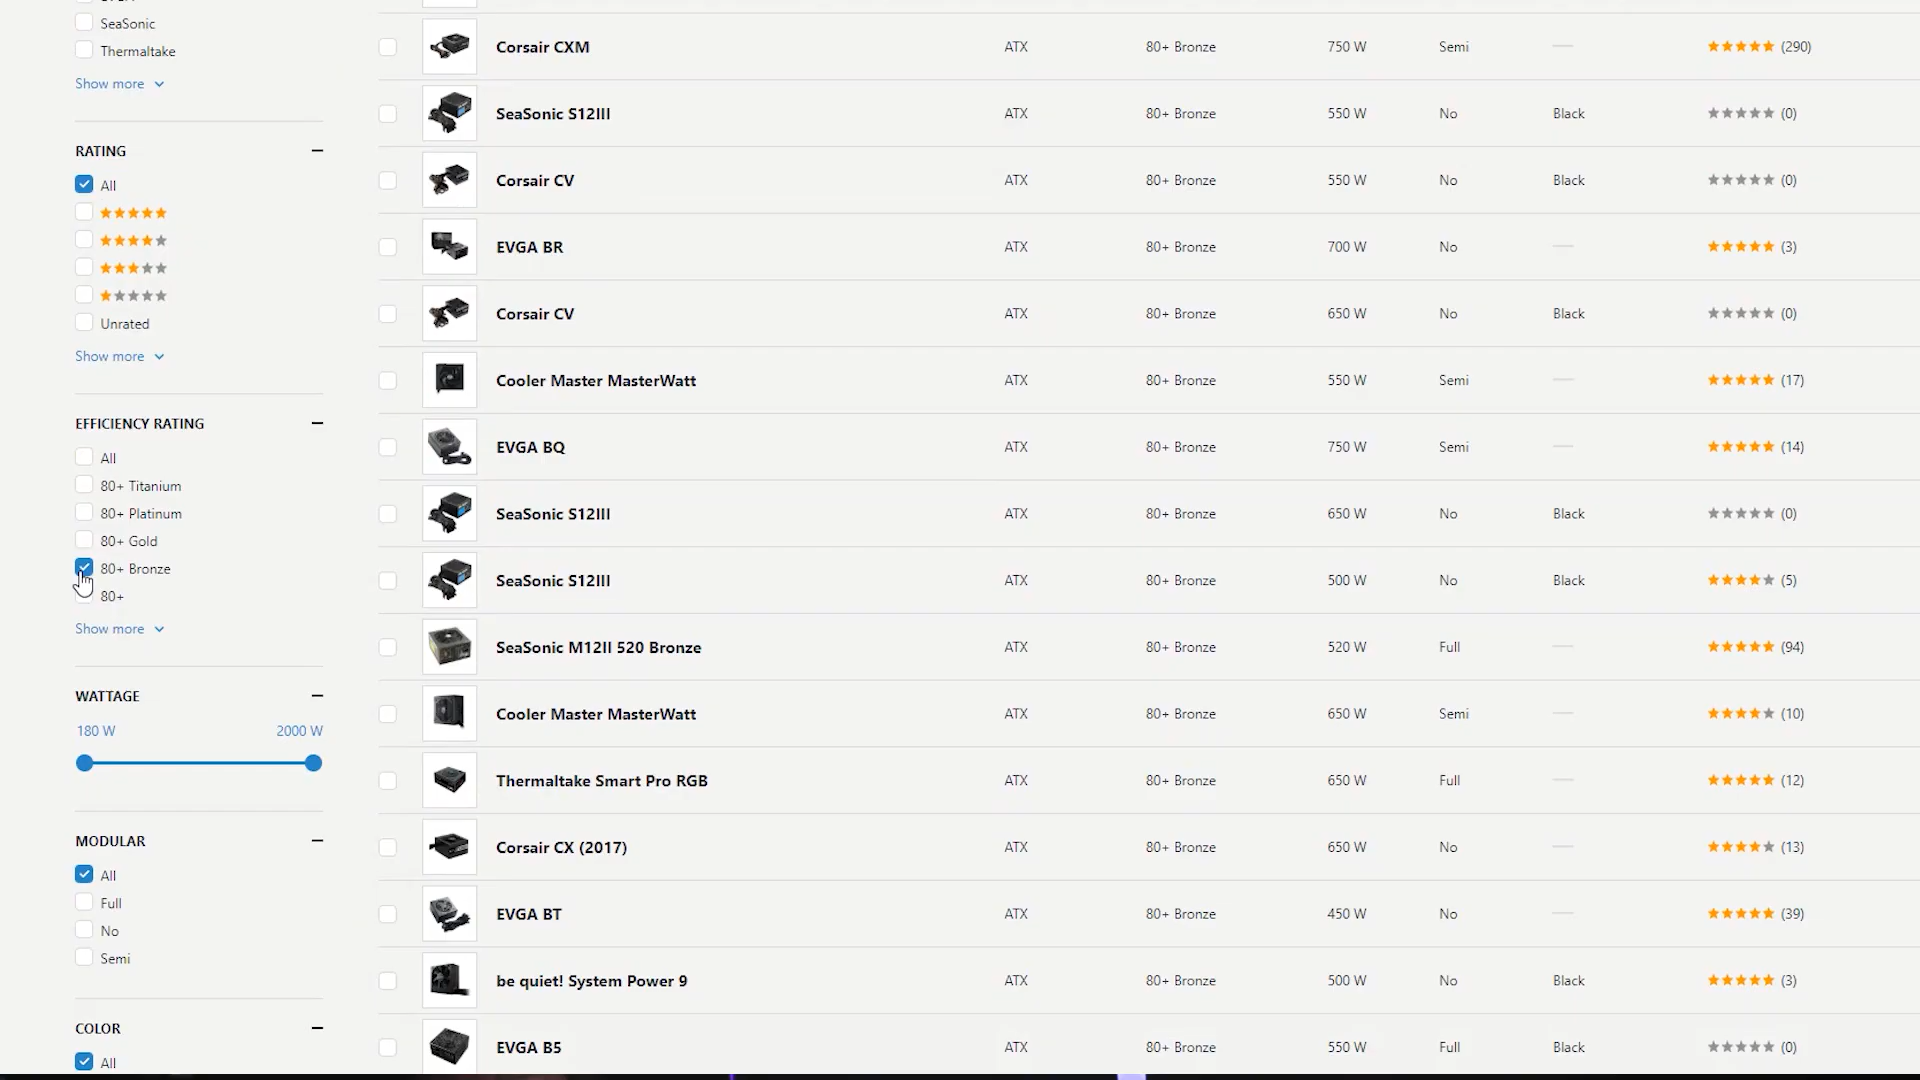 SeaSonic
Thermaltake
Show more
RATING
All
Unrated
Show more
EFFICIENCY RATING
All
80+ Titanium
80+ Platinum
80+ Gold
80+ Bronze
80+
Show more
WATTAGE
180 W 2000 W
MODULAR
All
Full
No
Semi
COLOR
All
Corsair CXM ATX 80+ Bronze 750 W Semi — (290)
SeaSonic S12III ATX 80+ Bronze 550 W No Black (0)
Corsair CV ATX 80+ Bronze 550 W No Black (0)
EVGA BR ATX 80+ Bronze 700 W No — (3)
Corsair CV ATX 80+ Bronze 650 W No Black (0)
Cooler Master MasterWatt ATX 80+ Bronze 550 W Semi — (17)
EVGA BQ ATX 80+ Bronze 750 W Semi — (14)
SeaSonic S12III ATX 80+ Bronze 650 W No Black (0)
SeaSonic S12III ATX 80+ Bronze 500 W No Black (5)
SeaSonic M12II 520 Bronze ATX 80+ Bronze 520 W Full — (94)
Cooler Master MasterWatt ATX 80+ Bronze 650 W Semi — (10)
Thermaltake Smart Pro RGB ATX 80+ Bronze 650 W Full — (12)
Corsair CX (2017) ATX 80+ Bronze 650 W No — (13)
EVGA BT ATX 80+ Bronze 450 W No — (39)
be quiet! System Power 9 ATX 80+ Bronze 500 W No Black (3)
EVGA B5 ATX 80+ Bronze 550 W Full Black (0)